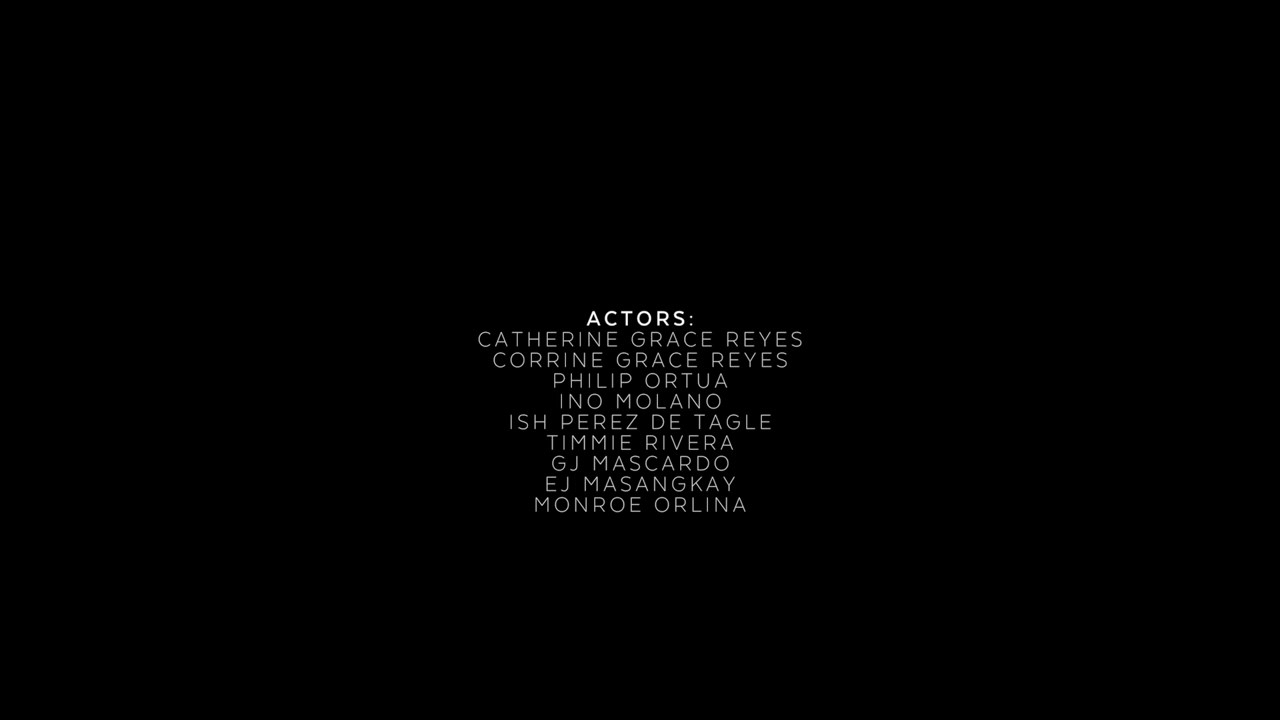 ACTORS:
CATHERINE GRACE REYES
CORRINE GRACE REYES
PHILIP ORTUA
INO MOLANO
ISH PEREZ DE TAGLE
TIMMIE RIVERA
GJ MASCARDO
EJ MASANGKAY
MONROE ORLINA